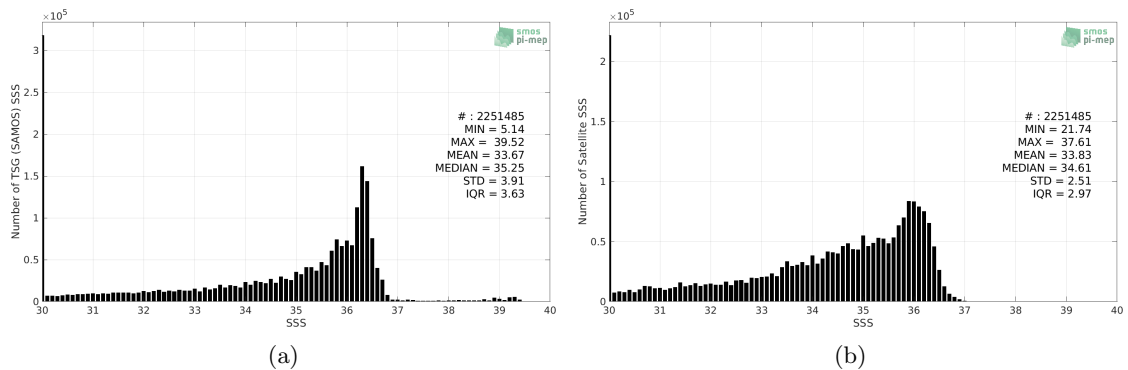 ×10⁵
smos
pi-mep
3
2.5
2
1.5
1
0.5
0
Number of TSG (SAMOS) SSS
# : 2251485
MIN = 5.14
MAX = 39.52
MEAN = 33.67
MEDIAN = 35.25
STD = 3.91
IQR = 3.63
30 31 32 33 34 35 36 37 38 39 40
SSS
(a)
×10⁵
smos
pi-mep
2
1.5
1
0.5
0
Number of Satellite SSS
# : 2251485
MIN = 21.74
MAX = 37.61
MEAN = 33.83
MEDIAN = 34.61
STD = 2.51
IQR = 2.97
30 31 32 33 34 35 36 37 38 39 40
SSS
(b)